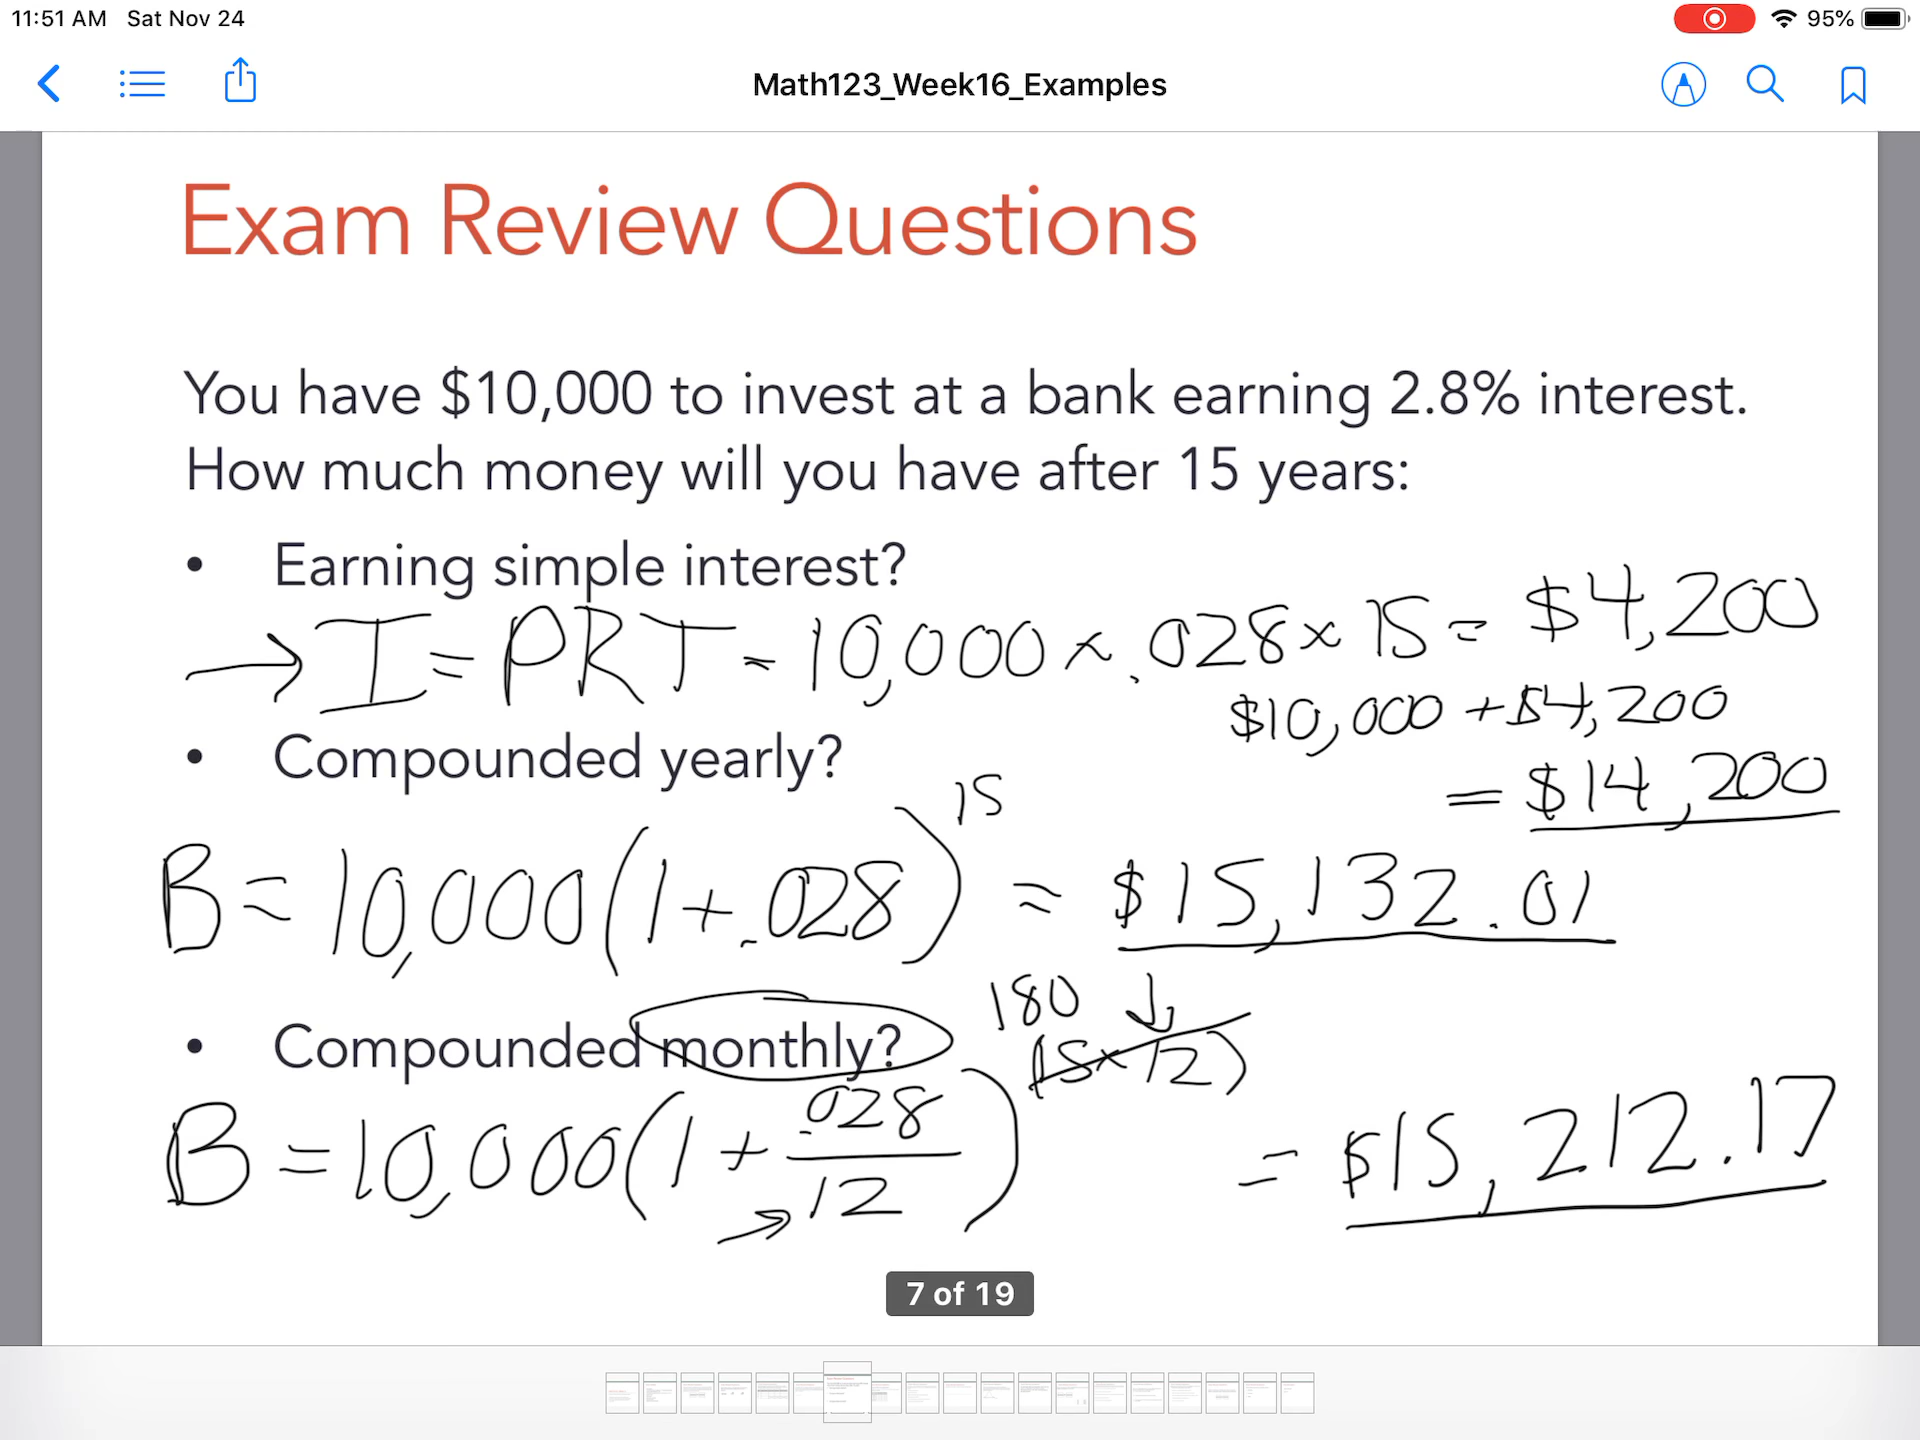 11:51 AM Sat Nov 24
95%
Math123_Week16_Examples
Exam Review Questions
You have $10,000 to invest at a bank earning 2.8% interest.
How much money will you have after 15 years:
• Earning simple interest?
→ I = PRT = 10,000 × .028 × 15 = $4,200
$10,000 + $4,200
= $14,200
• Compounded yearly?
B = 10,000(1+.028)^15 = $15,132.01
• Compounded monthly?
180
(15×12)
B = 10,000(1 + .028/12) = $15,212.17
7 of 19